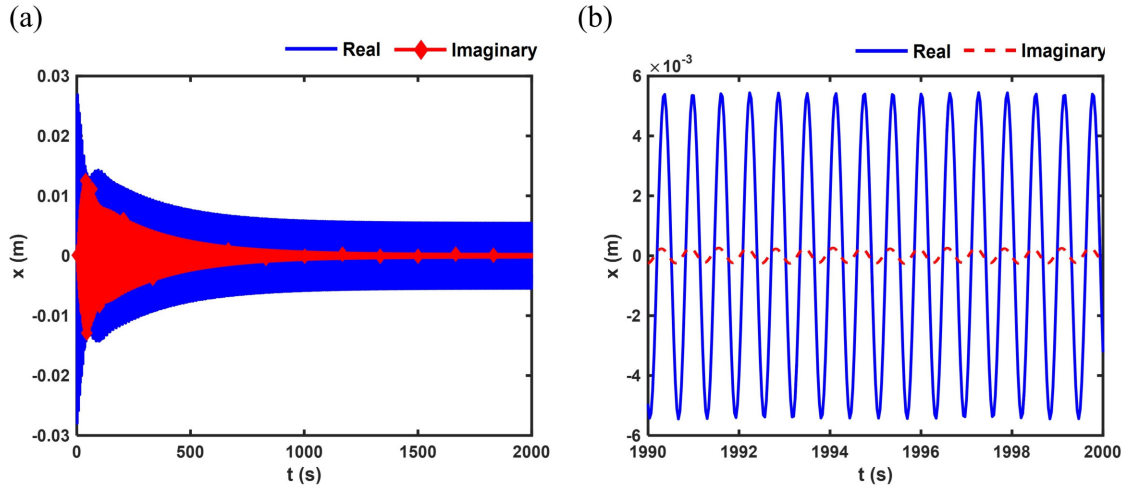 (a)
Real Imaginary
0.03
0.02
0.01
0
-0.01
-0.02
-0.03
x (m)
0 500 1000 1500 2000
t (s)
(b)
Real Imaginary
×10⁻³
6
4
2
0
-2
-4
-6
x (m)
1990 1992 1994 1996 1998 2000
t (s)